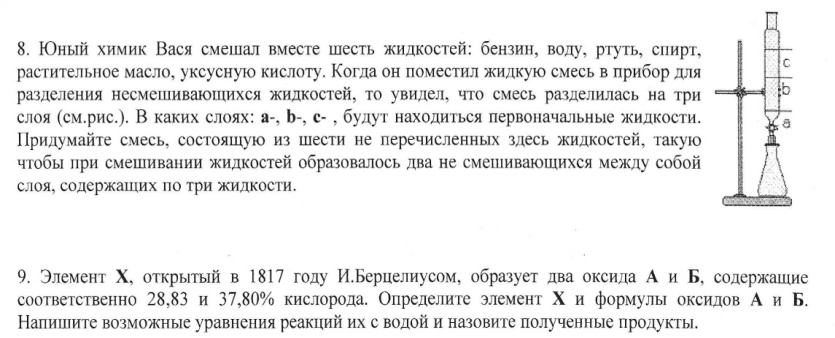 8. Юный химик Вася смешал вместе шесть жидкостей: бензин, воду, ртуть, спирт,
растительное масло, уксусную кислоту. Когда он поместил жидкую смесь в прибор для
разделения несмешивающихся жидкостей, то увидел, что смесь разделилась на три
слоя (см.рис.). В каких слоях: a-, b-, c- , будут находиться первоначальные жидкости.
Придумайте смесь, состоящую из шести не перечисленных здесь жидкостей, такую
чтобы при смешивании жидкостей образовалось два не смешивающихся между собой
слоя, содержащих по три жидкости.
c
b
a
9. Элемент X, открытый в 1817 году И.Берцелиусом, образует два оксида А и Б, содержащие
соответственно 28,83 и 37,80% кислорода. Определите элемент X и формулы оксидов А и Б.
Напишите возможные уравнения реакций их с водой и назовите полученные продукты.